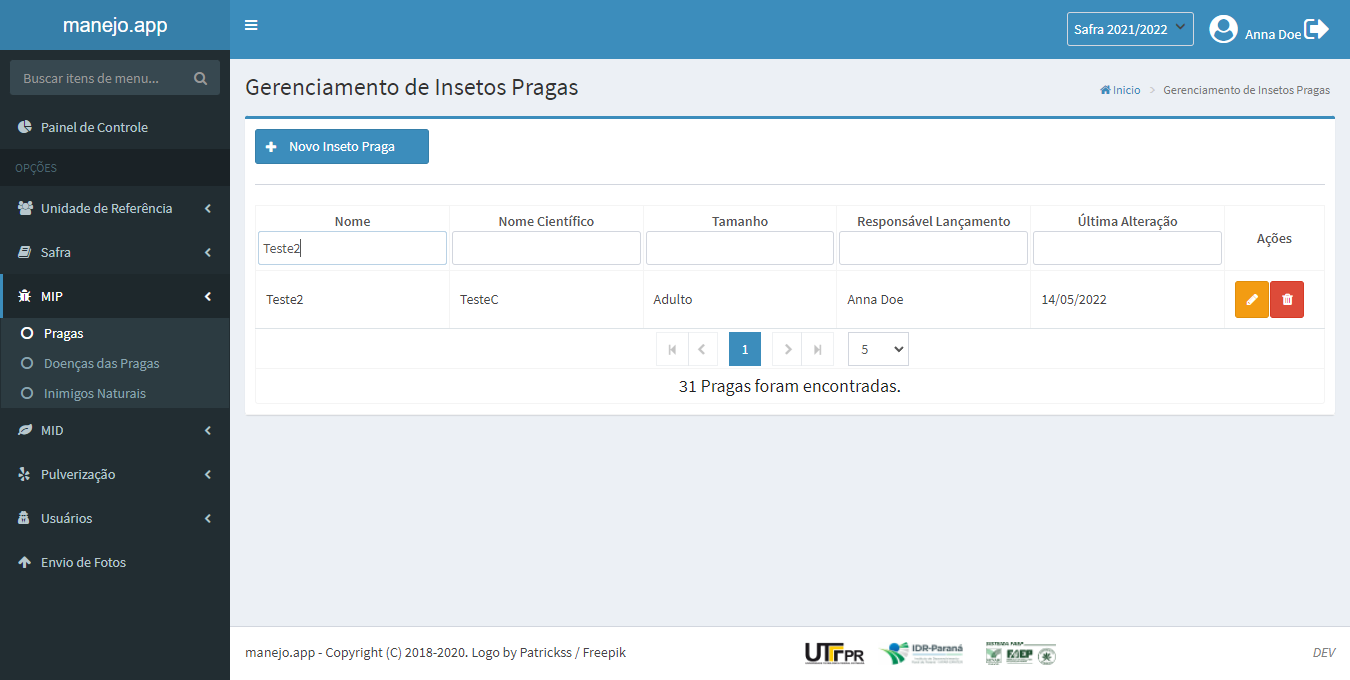 manejo.app
Safra 2021/2022
Anna Doe
Buscar itens de menu...
Painel de Controle
OPÇÕES
Unidade de Referência
Safra
MIP
Pragas
Doenças das Pragas
Inimigos Naturais
MID
Pulverização
Usuários
Envio de Fotos
Gerenciamento de Insetos Pragas
Inicio > Gerenciamento de Insetos Pragas
Novo Inseto Praga
Nome Nome Científico Tamanho Responsável Lançamento Última Alteração Ações
Teste2
Teste2 TesteC Adulto Anna Doe 14/05/2022
1 5
31 Pragas foram encontradas.
manejo.app - Copyright (C) 2018-2020. Logo by Patrickss / Freepik
UTFPR
IDR-Paraná
SISTEMA FAEP
FAEP
DEV